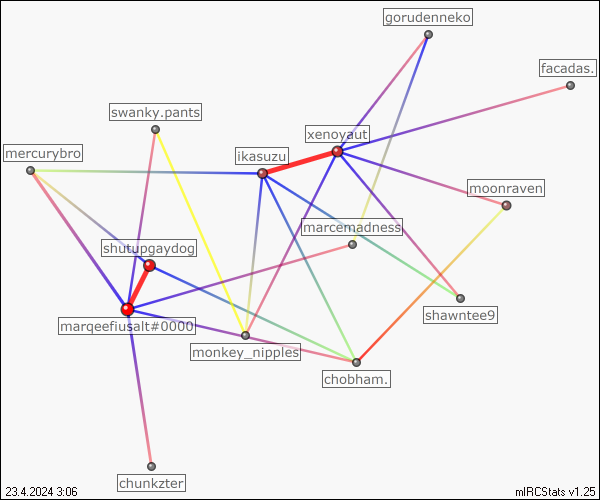 gorudenneko
facadas.
swanky.pants
xenoyaut
mercurybro
ikasuzu
moonraven
marcemadness
shutupgaydog
shawntee9
marqeefiusalt#0000
monkey_nipples
chobham.
chunkzter
23.4.2024 3:06
mIRCStats v1.25